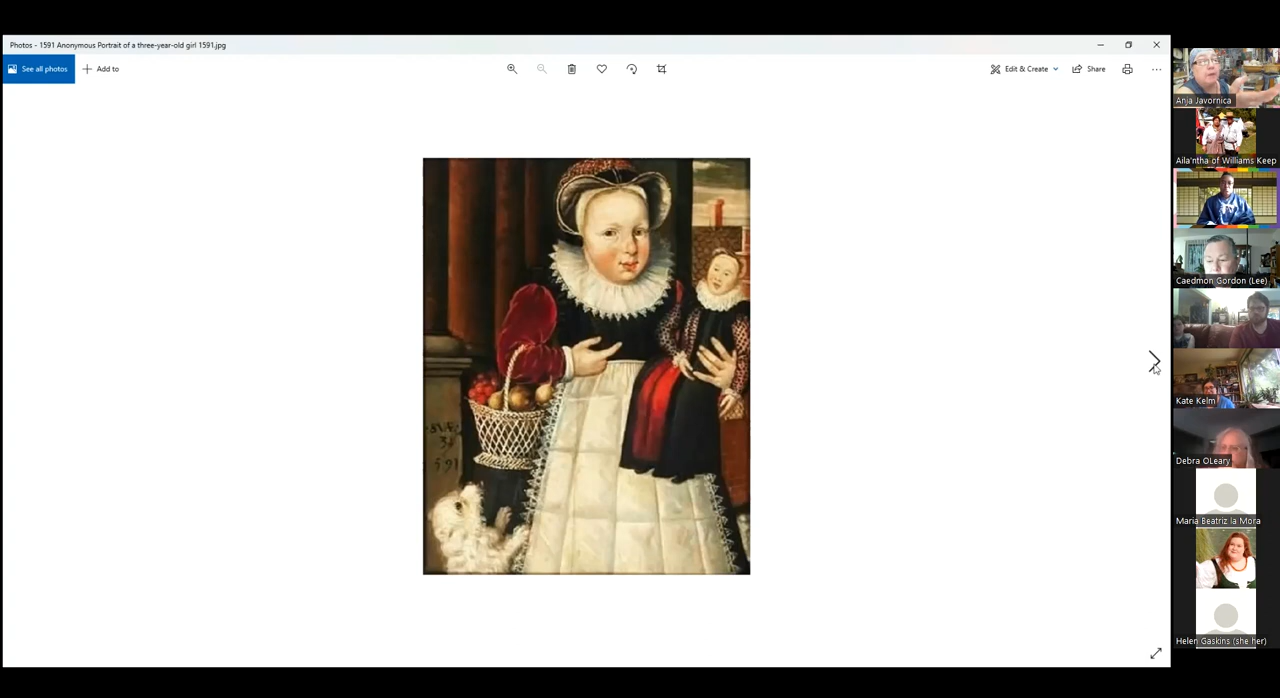 Photos - 1591 Anonymous Portrait of a three-year-old girl 1591.jpg
See all photos
Add to
Edit & Create
Share
Anja Javornica
Aila'ntha of Williams Keep
Caedmon Gordon (Lee)
Kate Kelm
Debra OLeary
Maria Beatriz la Mora
Helen Gaskins (she her)